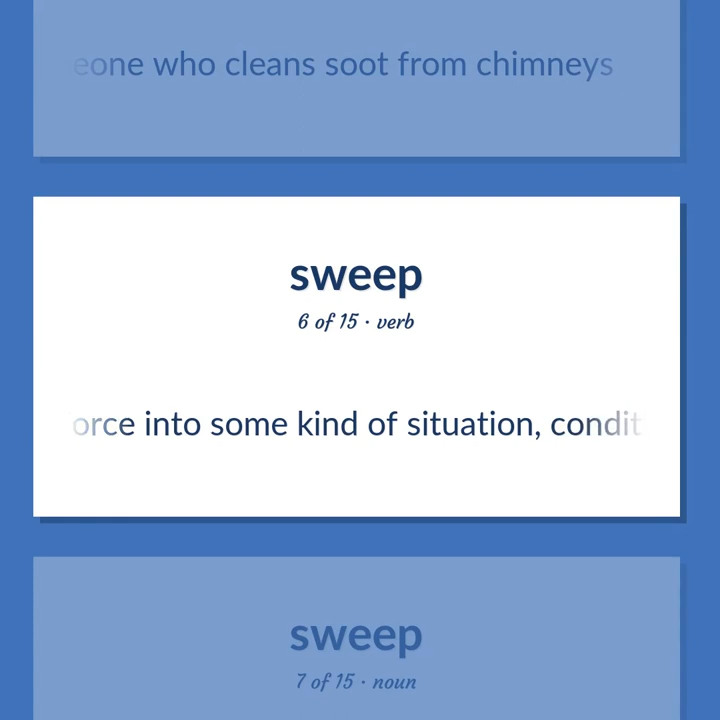 eone who cleans soot from chimneys
sweep
6 of 15 · verb
orce into some kind of situation, condit
sweep
7 of 15 · noun